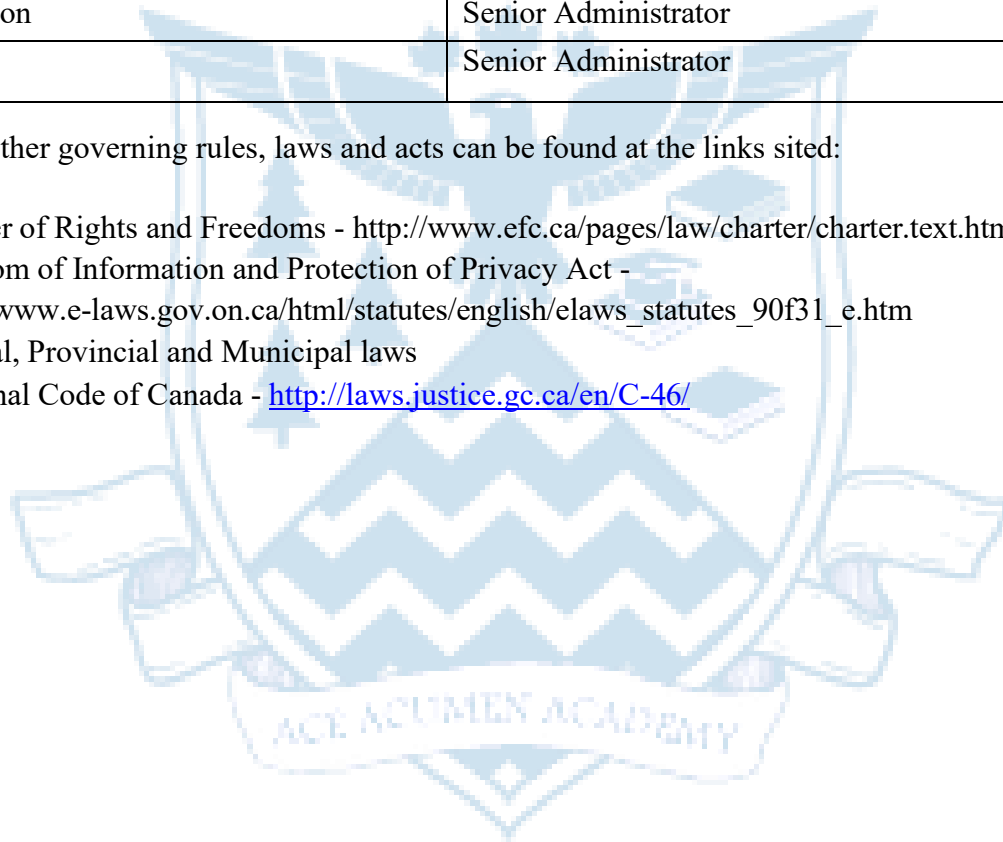 on Senior Administrator
Senior Administrator
ther governing rules, laws and acts can be found at the links sited:
r of Rights and Freedoms - http://www.efc.ca/pages/law/charter/charter.text.htm
om of Information and Protection of Privacy Act -
www.e-laws.gov.on.ca/html/statutes/english/elaws_statutes_90f31_e.htm
al, Provincial and Municipal laws
nal Code of Canada - http://laws.justice.gc.ca/en/C-46/
ACE ACUMEN ACADEMY